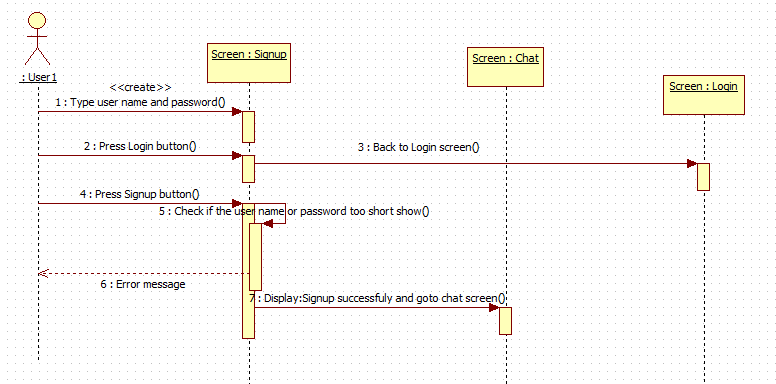 : User1
Screen : Signup
Screen : Chat
Screen : Login
<<create>>
1 : Type user name and password()
2 : Press Login button()
3 : Back to Login screen()
4 : Press Signup button()
5 : Check if the user name or password too short show()
6 : Error message
7 : Display:Signup successfuly and goto chat screen()